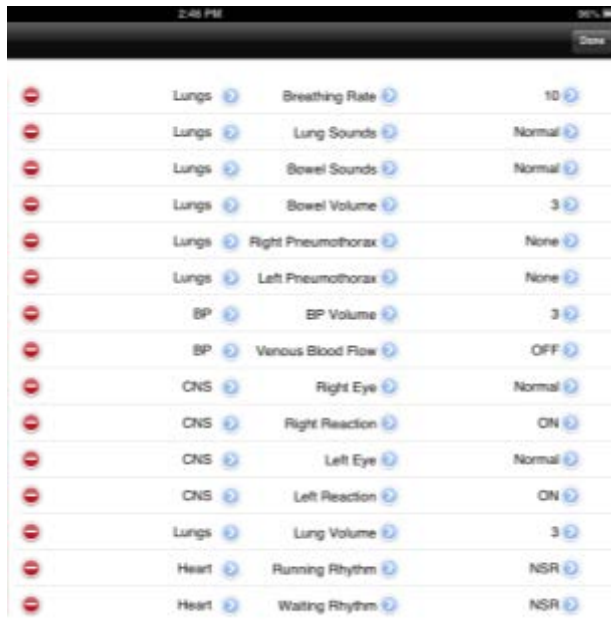 2:46 PM 96%
Done
Lungs Breathing Rate 10
Lungs Lung Sounds Normal
Lungs Bowel Sounds Normal
Lungs Bowel Volume 3
Lungs Right Pneumothorax None
Lungs Left Pneumothorax None
BP BP Volume 3
BP Venous Blood Flow OFF
CNS Right Eye Normal
CNS Right Reaction ON
CNS Left Eye Normal
CNS Left Reaction ON
Lungs Lung Volume 3
Heart Running Rhythm NSR
Heart Waiting Rhythm NSR